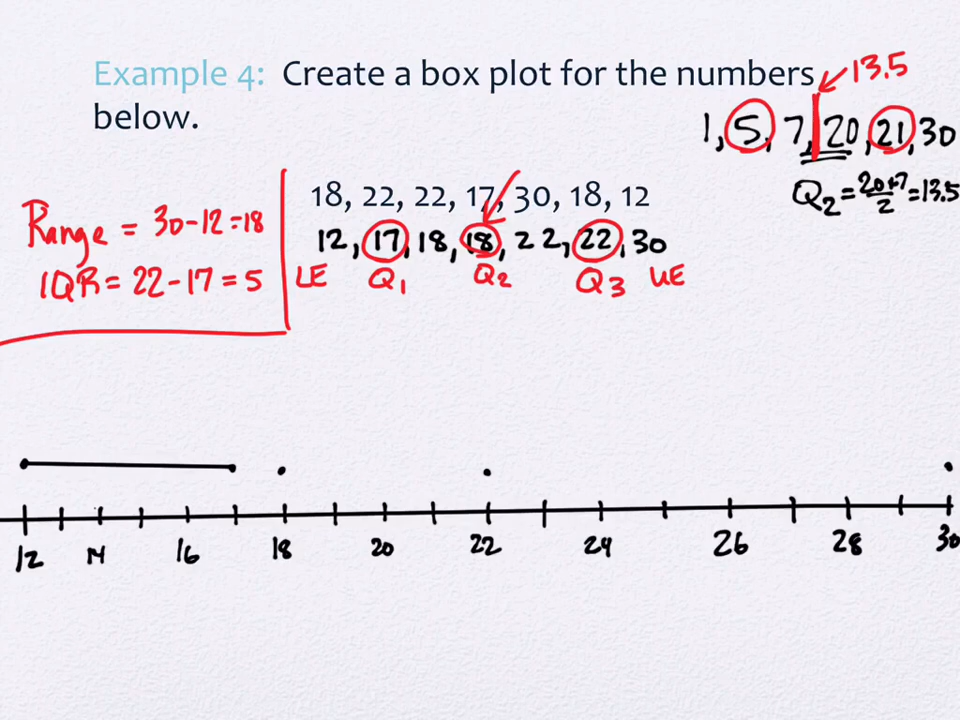 Example 4: Create a box plot for the numbers
below.
13.5
1, 5, 7, 20, 21, 30
Q2 = 20+7/2 = 13.5
18, 22, 22, 17, 30, 18, 12
12, 17, 18, 18, 22, 22, 30
LE Q1 Q2 Q3 UE
Range = 30-12=18
IQR = 22-17=5
12 14 16 18 20 22 24 26 28 30